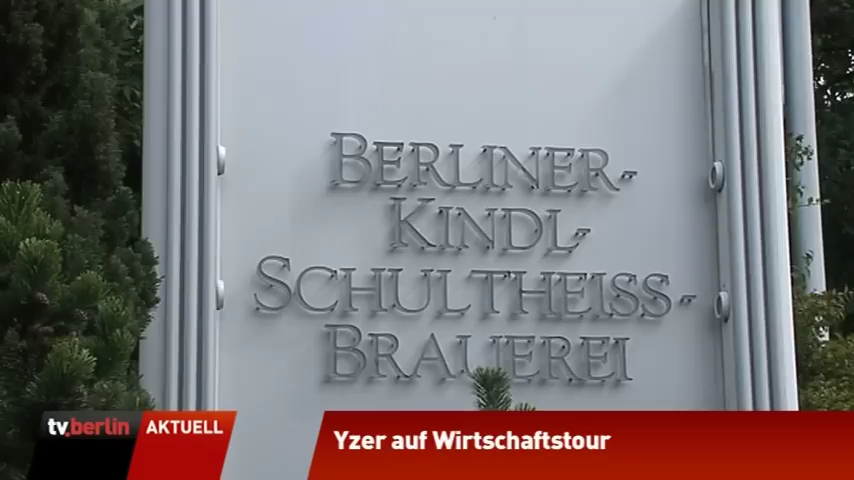 BERLINER-
KINDL-
SCHULTHEISS-
BRAUEREI
tv.berlin AKTUELL
Yzer auf Wirtschaftstour